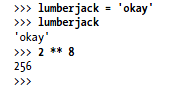 >>> lumberjack = 'okay'
>>> lumberjack
'okay'
>>> 2 ** 8
256
>>>